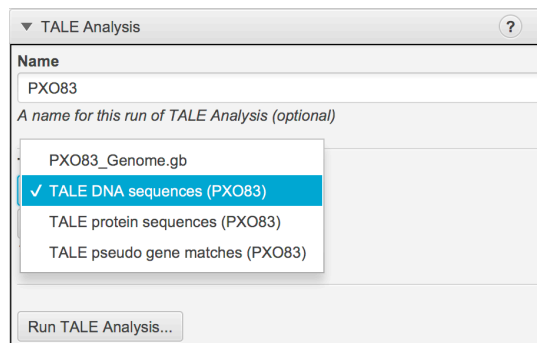 TALE Analysis
?
Name
PXO83
A name for this run of TALE Analysis (optional)
PXO83_Genome.gb
✓ TALE DNA sequences (PXO83)
TALE protein sequences (PXO83)
TALE pseudo gene matches (PXO83)
Run TALE Analysis...